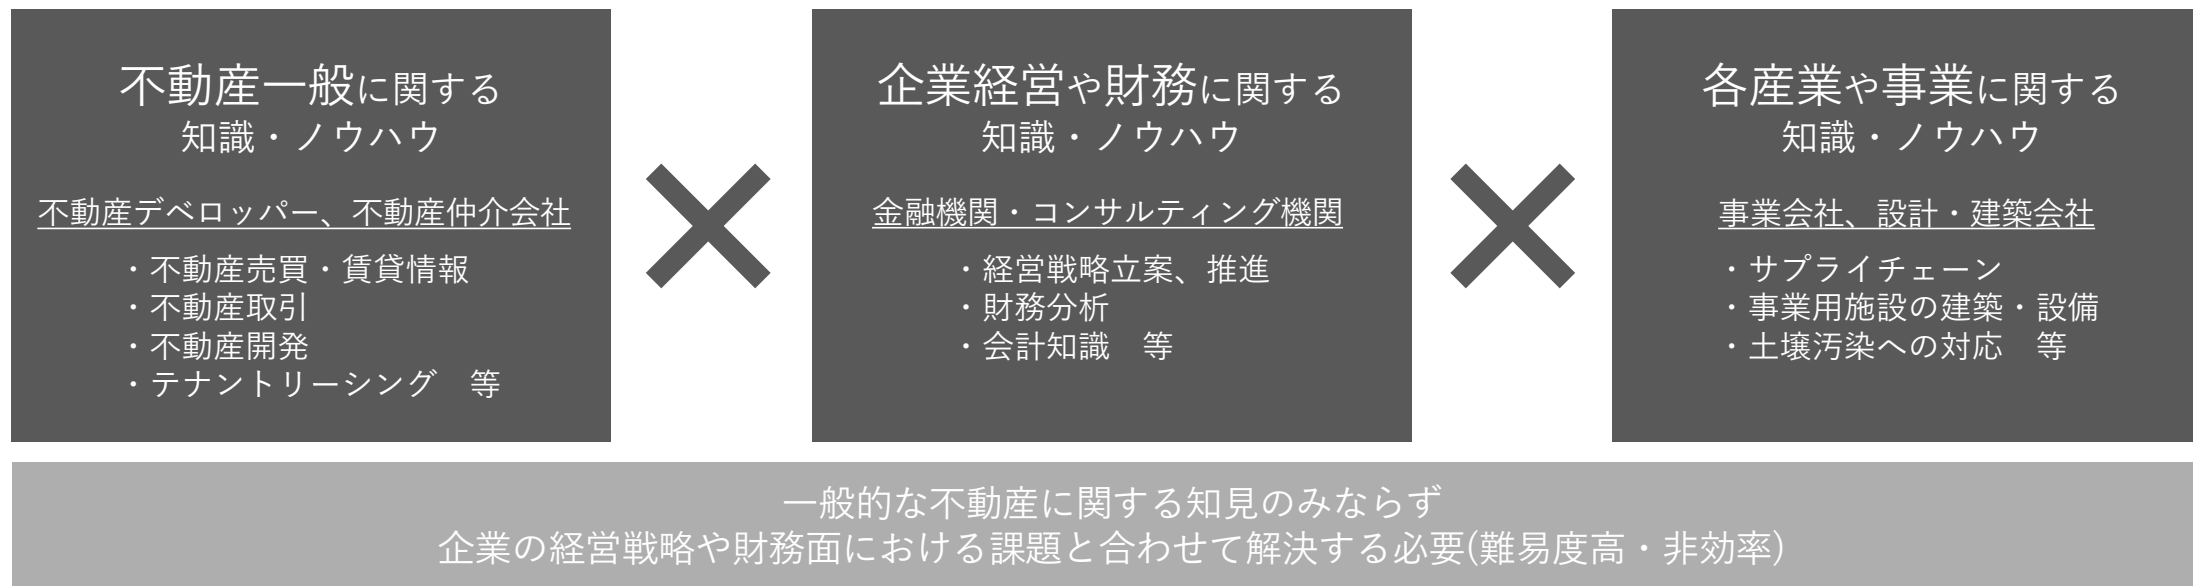 不動産一般に関する
知識・ノウハウ
不動産デベロッパー、不動産仲介会社
・不動産売買・賃貸情報
・不動産取引
・不動産開発
・テナントリーシング　等
企業経営や財務に関する
知識・ノウハウ
金融機関・コンサルティング機関
・経営戦略立案、推進
・財務分析
・会計知識　等
各産業や事業に関する
知識・ノウハウ
事業会社、設計・建築会社
・サプライチェーン
・事業用施設の建築・設備
・土壌汚染への対応　等
一般的な不動産に関する知見のみならず
企業の経営戦略や財務面における課題と合わせて解決する必要(難易度高・非効率)